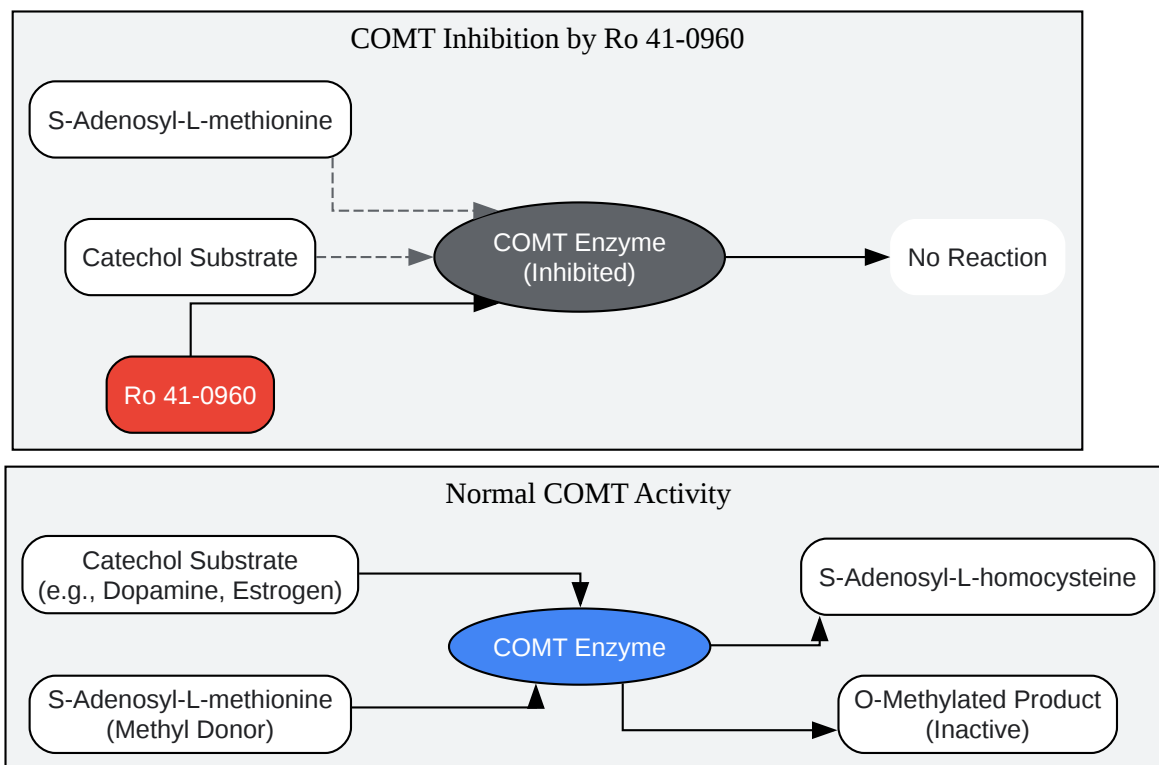 COMT Inhibition by Ro 41-0960
S-Adenosyl-L-methionine
Catechol Substrate
COMT Enzyme
(Inhibited)
No Reaction
Ro 41-0960
Normal COMT Activity
Catechol Substrate
(e.g., Dopamine, Estrogen)
S-Adenosyl-L-homocysteine
COMT Enzyme
S-Adenosyl-L-methionine
(Methyl Donor)
O-Methylated Product
(Inactive)